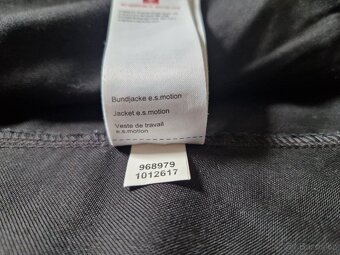 Bundjacke e.s.motion
Jacket e.s.motion
Veste de travail
e.s.motion
968979
1012617